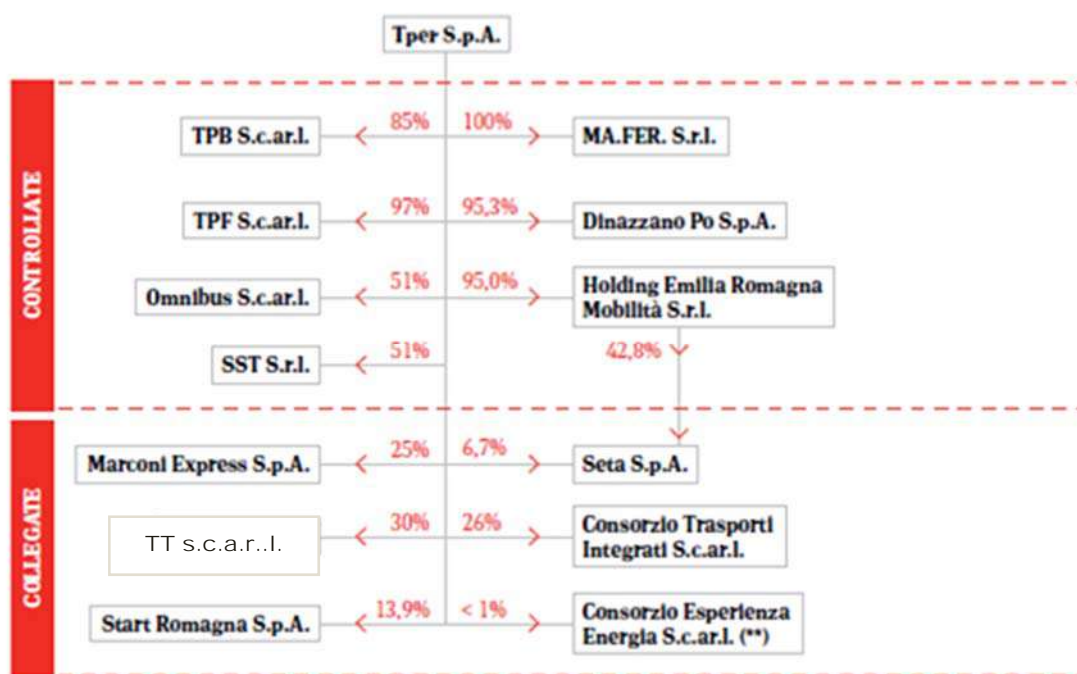 Tper S.p.A.
CONTROLLATE
TPB S.c.ar.l.
85%
100%
MA.FER. S.r.l.
TPF S.c.ar.l.
97%
95,3%
Dinazzano Po S.p.A.
Omnibus S.c.ar.l.
51%
95,0%
Holding Emilia Romagna
Mobilità S.r.l.
SST S.r.l.
51%
42,8%
COLLEGATE
Marconi Express S.p.A.
25%
6,7%
Seta S.p.A.
TT s.c.a.r..l.
30%
26%
Consorzio Trasporti
Integrati S.c.ar.l.
Start Romagna S.p.A.
13,9%
< 1%
Consorzio Esperienza
Energia S.c.ar.l. (**)